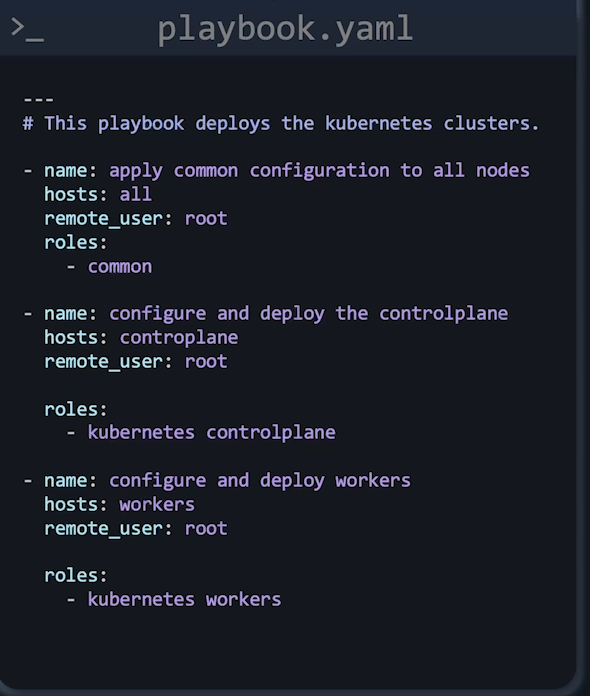 >_ playbook.yaml
---
# This playbook deploys the kubernetes clusters.
- name: apply common configuration to all nodes
  hosts: all
  remote_user: root
  roles:
    - common
- name: configure and deploy the controlplane
  hosts: controplane
  remote_user: root
  roles:
    - kubernetes controlplane
- name: configure and deploy workers
  hosts: workers
  remote_user: root
  roles:
    - kubernetes workers